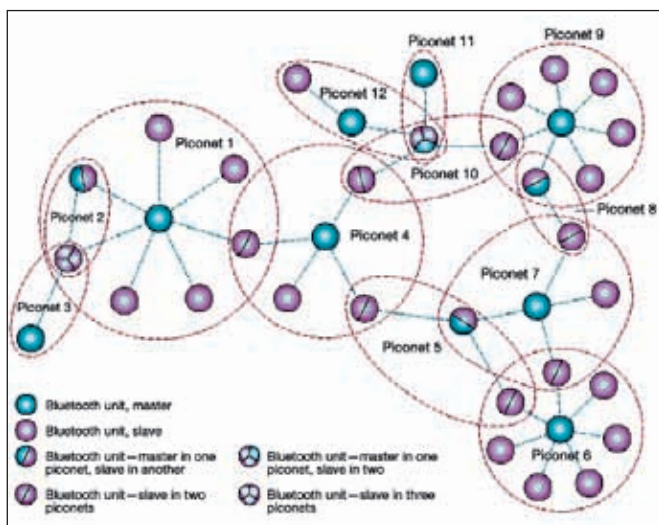 Piconet 11
Piconet 9
Piconet 12
Piconet 1
Piconet 10
Piconet 2
Piconet 8
Piconet 4
Piconet 7
Piconet 3
Piconet 5
Piconet 6
Bluetooth unit, master
Bluetooth unit, slave
Bluetooth unit—master in one
piconet, slave in another
Bluetooth unit—slave in two
piconets
Bluetooth unit—master in one
piconet, slave in two
Bluetooth unit—slave in three
piconets